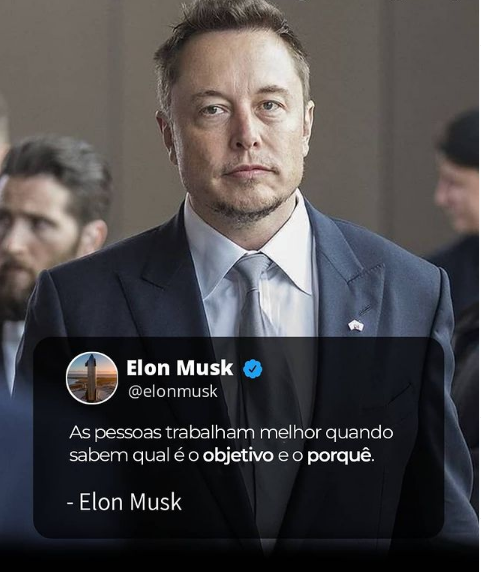 Elon Musk
@elonmusk
As pessoas trabalham melhor quando
sabem qual é o objetivo e o porquê.
- Elon Musk